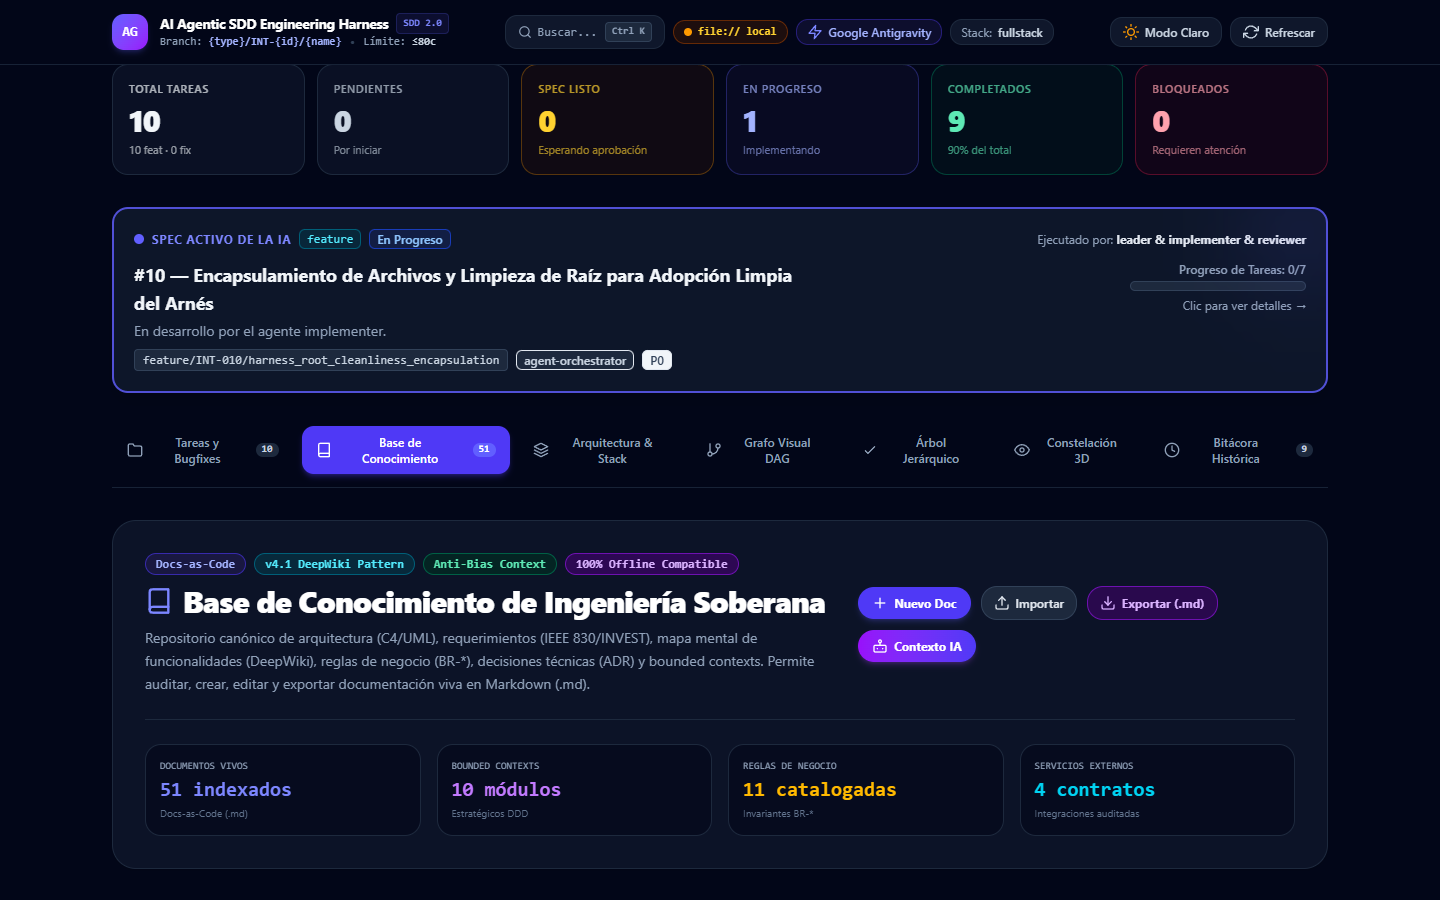 AG
AI Agentic SDD Engineering Harness
SDD 2.0
Branch: {type}/INT-{id}/{name} • Límite: ≤80c
Buscar...
Ctrl K
file:// local
Google Antigravity
Stack: fullstack
Modo Claro
Refrescar
TOTAL TAREAS
10
10 feat · 0 fix
PENDIENTES
0
Por iniciar
SPEC LISTO
0
Esperando aprobación
EN PROGRESO
1
Implementando
COMPLETADOS
9
90% del total
BLOQUEADOS
0
Requieren atención
SPEC ACTIVO DE LA IA
feature
En Progreso
Ejecutado por: leader & implementer & reviewer
#10 — Encapsulamiento de Archivos y Limpieza de Raíz para Adopción Limpia
del Arnés
Progreso de Tareas: 0/7
Clic para ver detalles →
En desarrollo por el agente implementer.
feature/INT-010/harness_root_cleanliness_encapsulation
agent-orchestrator
P0
Tareas y
Bugfixes
10
Base de
Conocimiento
51
Arquitectura &
Stack
Grafo Visual
DAG
Árbol
Jerárquico
Constelación
3D
Bitácora
Histórica
9
Docs-as-Code
v4.1 DeepWiki Pattern
Anti-Bias Context
100% Offline Compatible
Base de Conocimiento de Ingeniería Soberana
Repositorio canónico de arquitectura (C4/UML), requerimientos (IEEE 830/INVEST), mapa mental de
funcionalidades (DeepWiki), reglas de negocio (BR-*), decisiones técnicas (ADR) y bounded contexts. Permite
auditar, crear, editar y exportar documentación viva en Markdown (.md).
Nuevo Doc
Importar
Exportar (.md)
Contexto IA
DOCUMENTOS VIVOS
51 indexados
Docs-as-Code (.md)
BOUNDED CONTEXTS
10 módulos
Estratégicos DDD
REGLAS DE NEGOCIO
11 catalogadas
Invariantes BR-*
SERVICIOS EXTERNOS
4 contratos
Integraciones auditadas